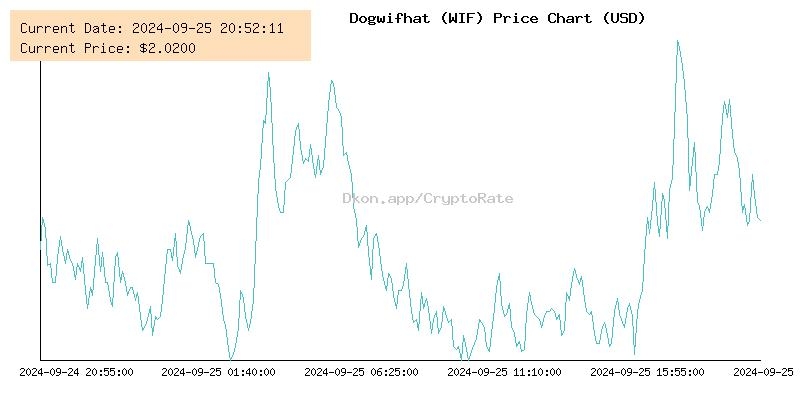 Dogwifhat (WIF) Price Chart (USD)
Current Date: 2024-09-25 20:52:11
Current Price: $2.0200
Dkon.app/CryptoRate
2024-09-24 20:55:00 2024-09-25 01:40:00 2024-09-25 06:25:00 2024-09-25 11:10:00 2024-09-25 15:55:00 2024-09-25